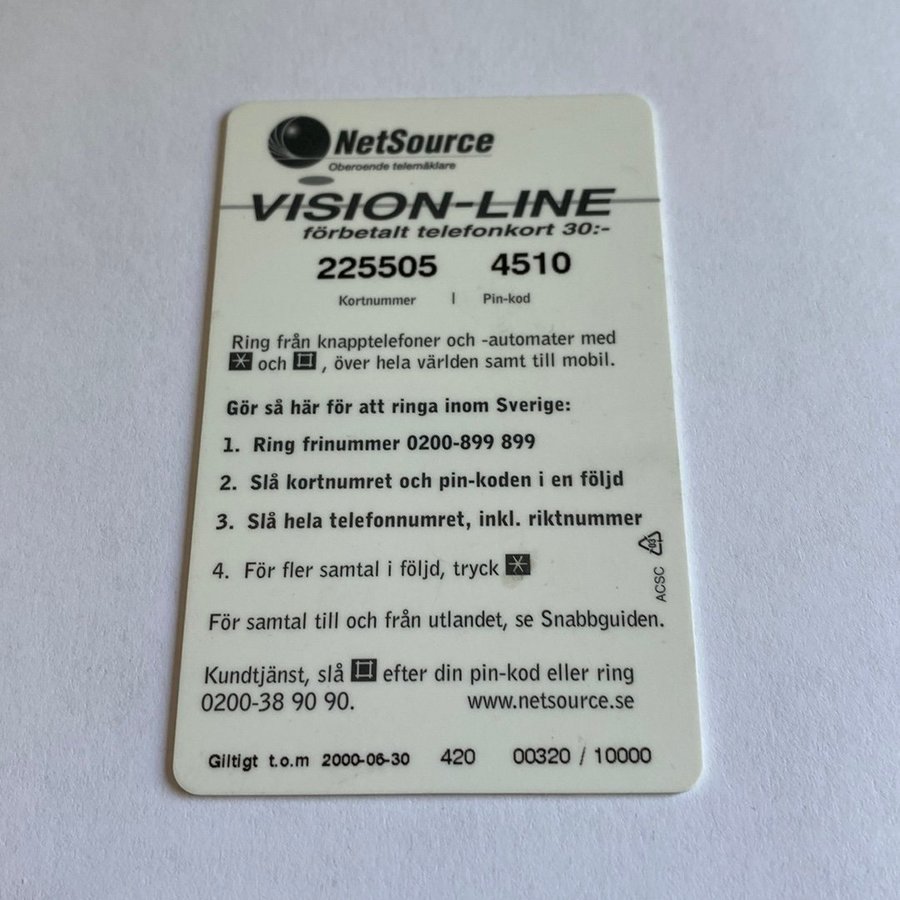 NetSource
Oberoende telemäklare
VISION-LINE
förbetalt telefonkort 30:-
225505 4510
Kortnummer | Pin-kod
Ring från knapptelefoner och -automater med
* och #, över hela världen samt till mobil.
Gör så här för att ringa inom Sverige:
1. Ring frinummer 0200-899 899
2. Slå kortnumret och pin-koden i en följd
3. Slå hela telefonnumret, inkl. riktnummer
4. För fler samtal i följd, tryck *
För samtal till och från utlandet, se Snabbguiden.
Kundtjänst, slå # efter din pin-kod eller ring
0200-38 90 90. www.netsource.se
Giltigt t.o.m 2000-06-30 420 00320 / 10000
03
ACSC